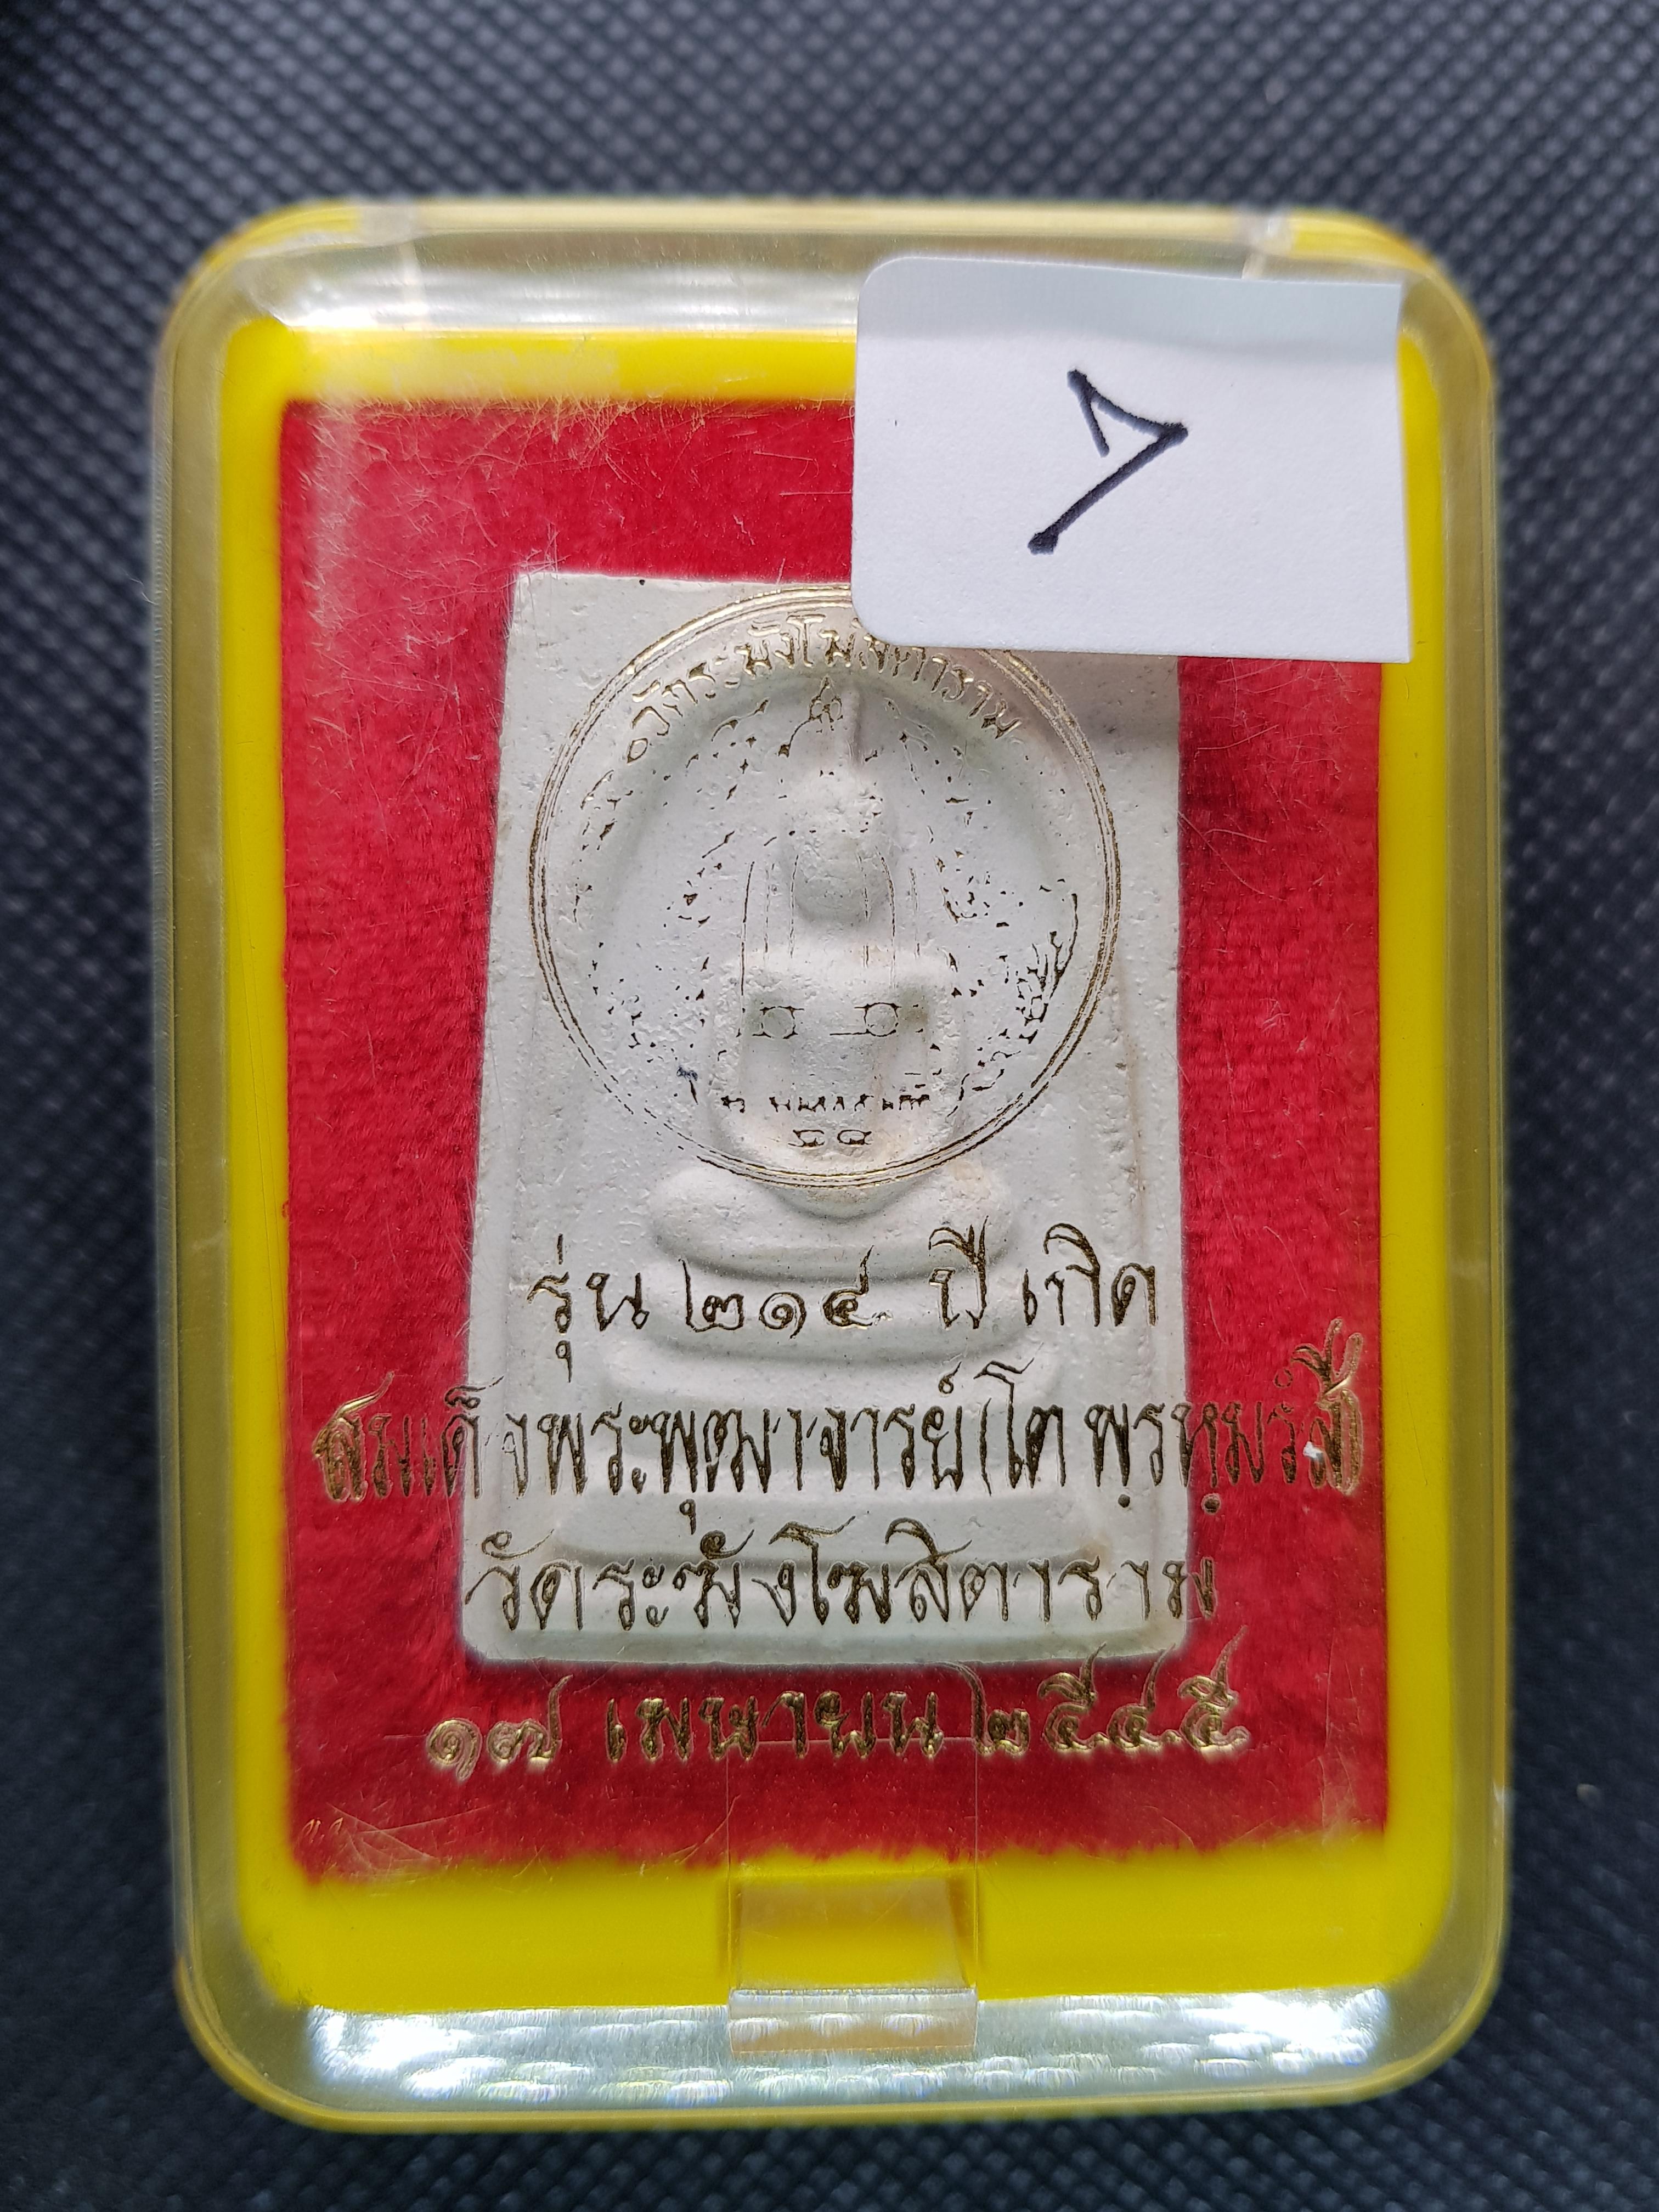 วัดระฆังโฆสิตาราม
รุ่น ๒๑๔ ปี เกิด
สมเด็จพระพุฒาจารย์(โต พฺรหฺมรํสี)
วัดระฆังโฆสิตาราม
๑๗ เมษายน ๒๕๔๕